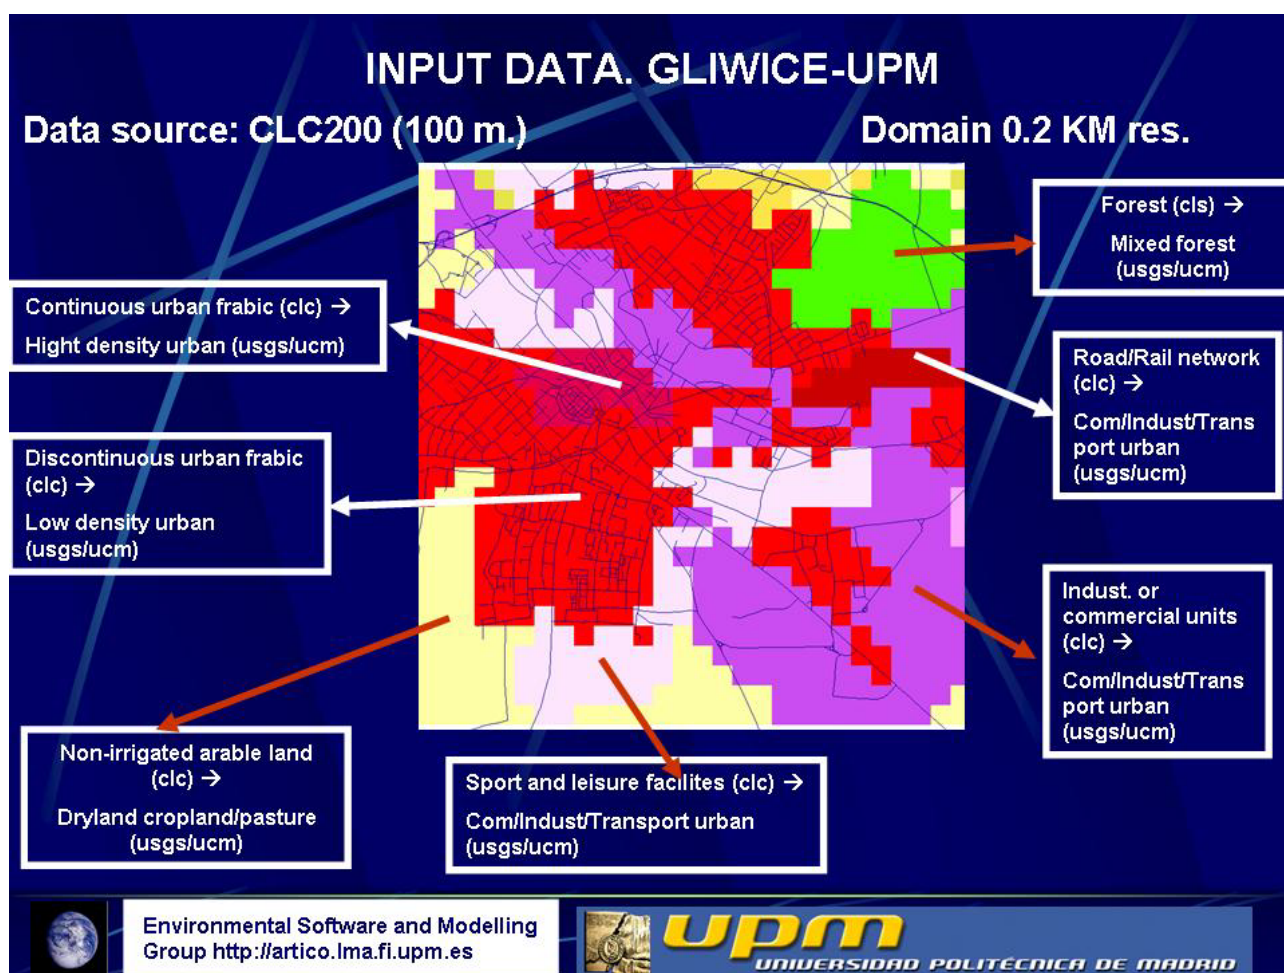 INPUT DATA. GLIWICE-UPM
Data source: CLC200 (100 m.)
Domain 0.2 KM res.
Forest (cls) →
Mixed forest
(usgs/ucm)
Continuous urban frabic (clc) →
Hight density urban (usgs/ucm)
Road/Rail network
(clc) →
Com/Indust/Trans
port urban
(usgs/ucm)
Discontinuous urban frabic
(clc) →
Low density urban
(usgs/ucm)
Indust. or
commercial units
(clc) →
Com/Indust/Trans
port urban
(usgs/ucm)
Non-irrigated arable land
(clc) →
Dryland cropland/pasture
(usgs/ucm)
Sport and leisure facilites (clc) →
Com/Indust/Transport urban
(usgs/ucm)
Environmental Software and Modelling
Group http://artico.lma.fi.upm.es
upm
UNIVERSIDAD POLITÉCNICA DE MADRID